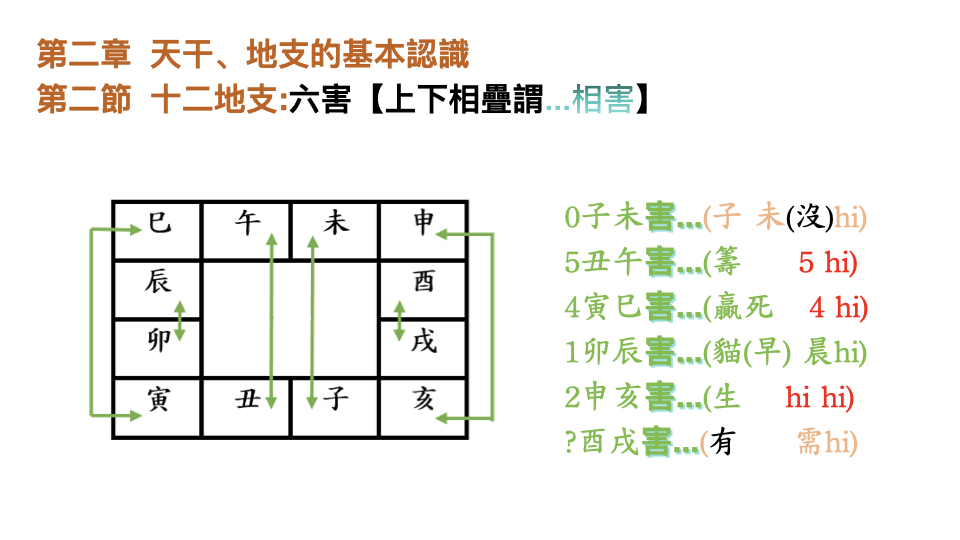 第二章 天干、地支的基本認識
第二節 十二地支:六害【上下相疊謂...相害】
巳 午 未 申
辰 酉
卯 戌
寅 丑 子 亥
0子未害...(子 未(沒)hi)
5丑午害...(籌 5 hi)
4寅巳害...(贏死 4 hi)
1卯辰害...(貓(早) 晨hi)
2申亥害...(生 hi hi)
?酉戌害...(有 需hi)